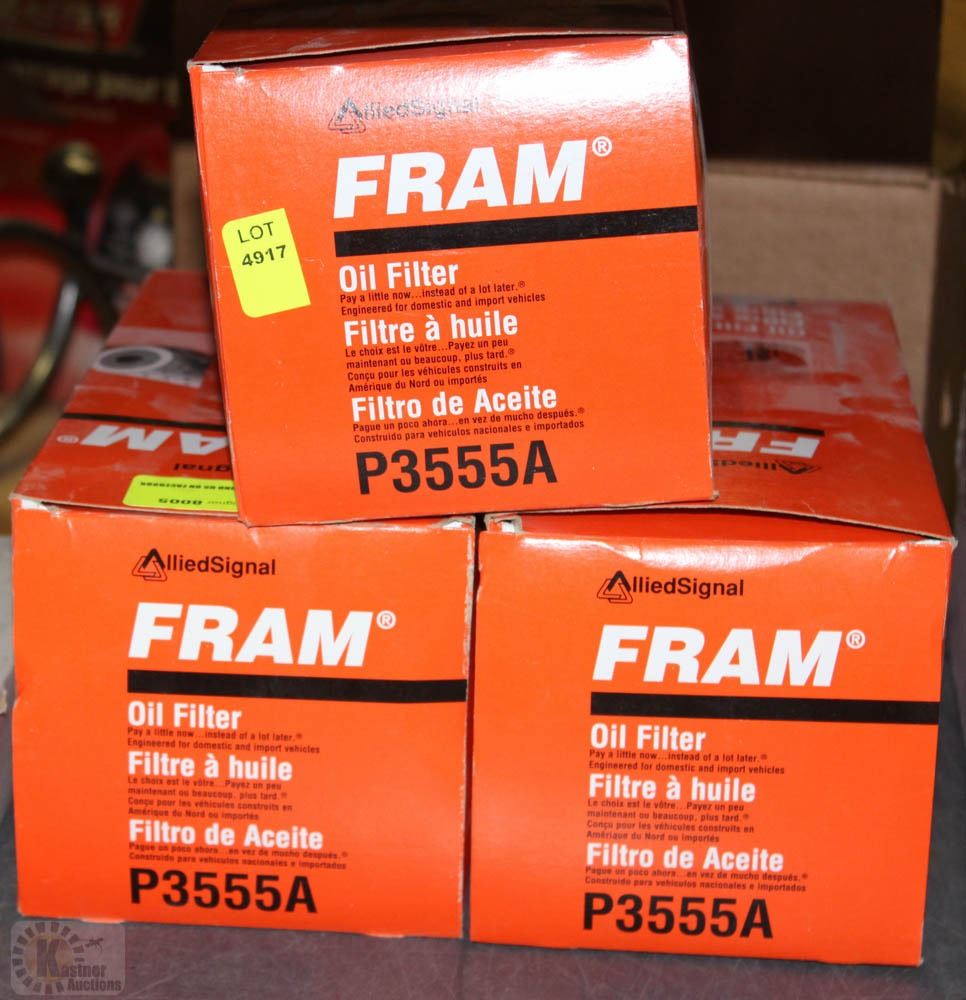 AlliedSignal
FRAM®
LOT
4917
Oil Filter
Pay a little now...instead of a lot later.®
Engineered for domestic and import vehicles
Filtre à huile
Le choix est le vôtre...Payez un peu
maintenant ou beaucoup, plus tard.®
Conçu pour les véhicules construits en
Amérique du Nord ou importés
Filtro de Aceite
Pague un poco ahora...en vez de mucho después.®
Construido para vehiculos nacionales e importados
P3555A
FRAM®
Signal
8005
AlliedSignal
FRAM®
Oil Filter
Pay a little now...instead of a lot later.®
Engineered for domestic and import vehicles
Filtre à huile
Le choix est le vôtre...Payez un peu
maintenant ou beaucoup, plus tard.®
Conçu pour les véhicules construits en
Amérique du Nord ou importés
Filtro de Aceite
Pague un poco ahora...en vez de mucho después.®
Construido para vehiculos nacionales e importados
P3555A
FRAM
AlliedSignal
AlliedSignal
FRAM®
Oil Filter
Pay a little now...instead of a lot later.®
Engineered for domestic and import vehicles
Filtre à huile
Le choix est le vôtre...Payez un peu
maintenant ou beaucoup, plus tard.®
Conçu pour les véhicules construits en
Amérique du Nord ou importés
Filtro de Aceite
Pague un poco ahora...en vez de mucho después.®
Construido para vehiculos nacionales e importados
P3555A
Kastner
Auctions